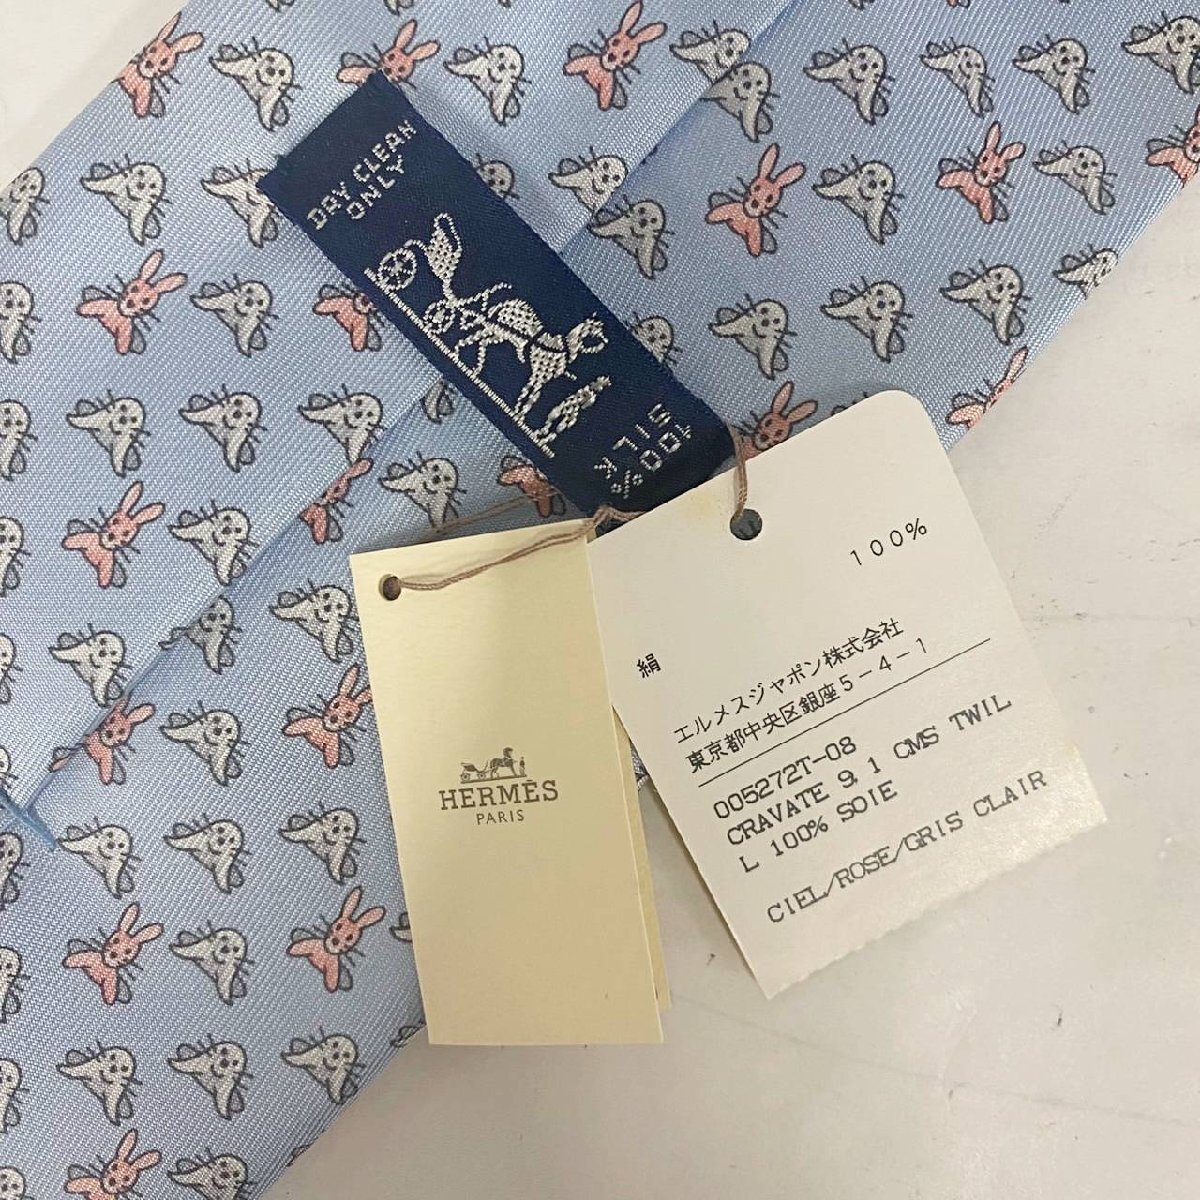 DRY CLEAN
ONLY
100%
SILK
HERMÈS
PARIS
100%
絹
エルメスジャポン株式会社
東京都中央区銀座5-4-1
005272T-08
CRAVATE 9,1 CMS TWIL
L 100% SOIE
CIEL/ROSE/GRIS CLAIR